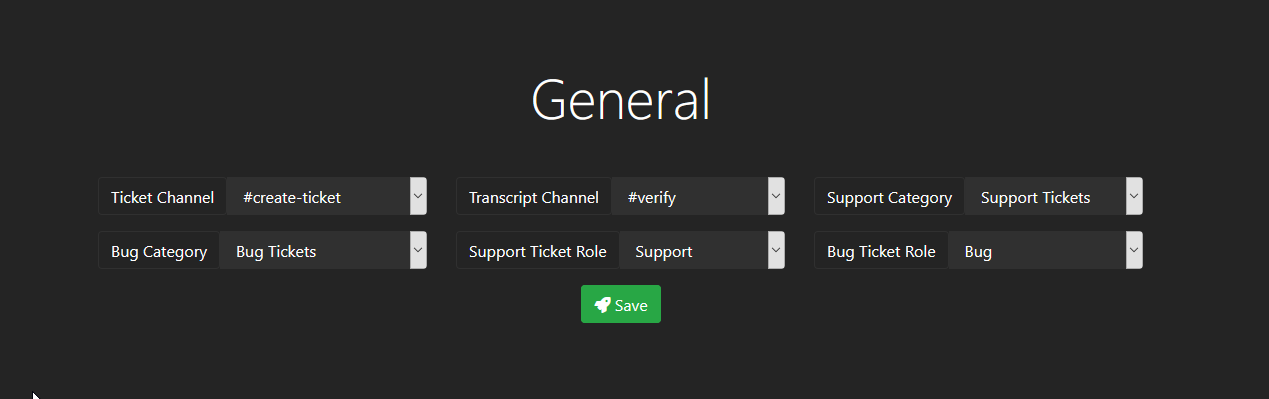 General
Ticket Channel #create-ticket Transcript Channel #verify Support Category Support Tickets
Bug Category Bug Tickets Support Ticket Role Support Bug Ticket Role Bug
Save